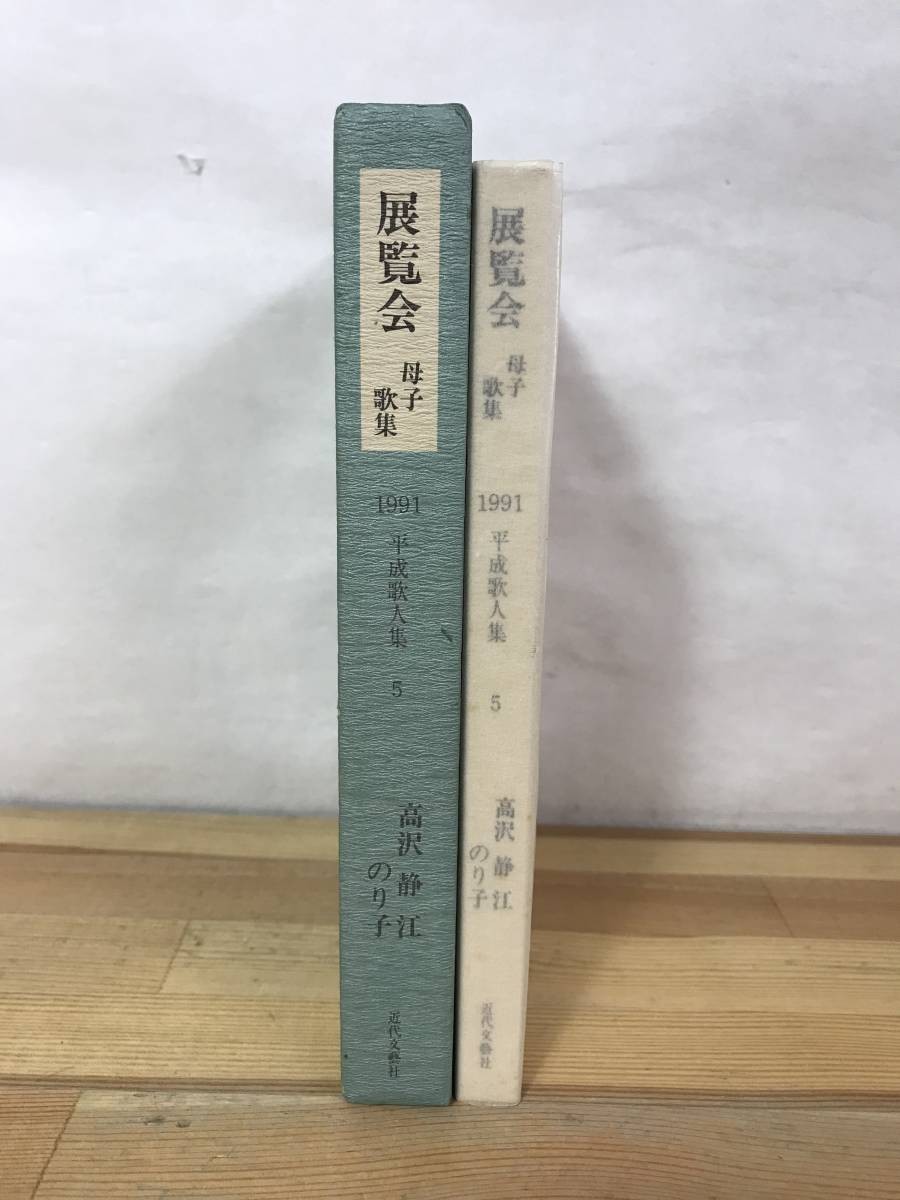 展覧会
母子
歌集
1991
平成歌人集
5
高沢 静江
のり子
近代文藝社
展覧会
母子
歌集
1991
平成歌人集
5
高沢 静江
のり子
近代文藝社